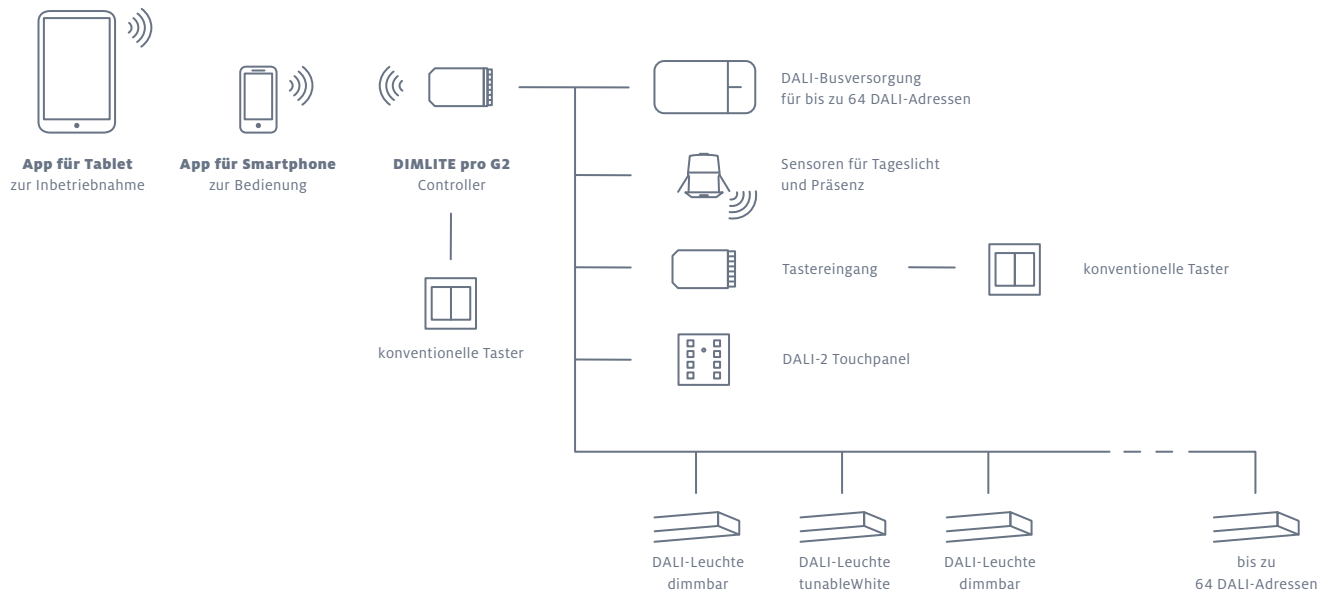 App für Tablet
zur Inbetriebnahme
App für Smartphone
zur Bedienung
DIMLITE pro G2
Controller
konventionelle Taster
DALI-Busversorgung
für bis zu 64 DALI-Adressen
Sensoren für Tageslicht
und Präsenz
Tastereingang
konventionelle Taster
DALI-2 Touchpanel
DALI-Leuchte
dimmbar
DALI-Leuchte
tunableWhite
DALI-Leuchte
dimmbar
bis zu
64 DALI-Adressen